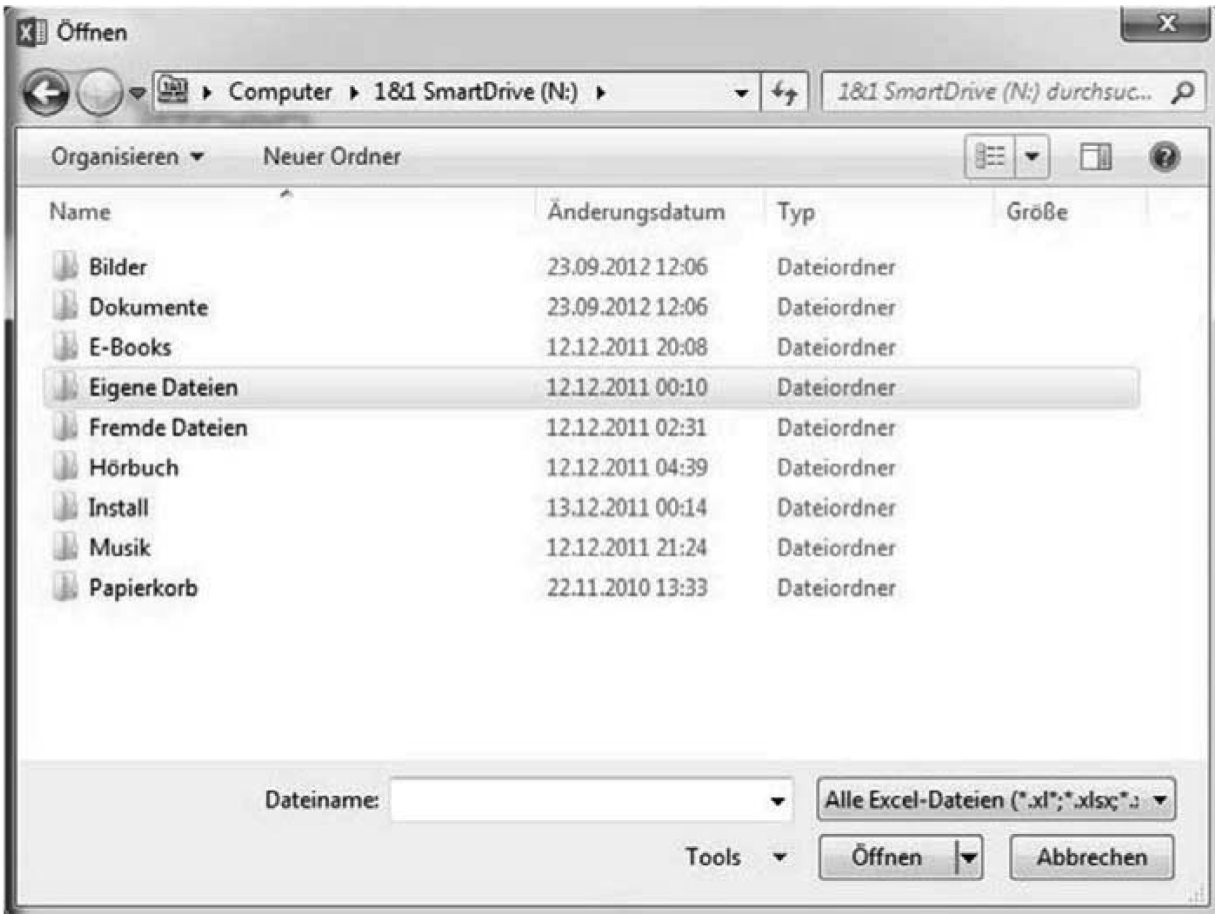 Öffnen
Computer 1&1 SmartDrive (N:) 1&1 SmartDrive (N:) durchsuc...
Organisieren Neuer Ordner
Name Änderungsdatum Typ Größe
Bilder 23.09.2012 12:06 Dateiordner
Dokumente 23.09.2012 12:06 Dateiordner
E-Books 12.12.2011 20:08 Dateiordner
Eigene Dateien 12.12.2011 00:10 Dateiordner
Fremde Dateien 12.12.2011 02:31 Dateiordner
Hörbuch 12.12.2011 04:39 Dateiordner
Install 13.12.2011 00:14 Dateiordner
Musik 12.12.2011 21:24 Dateiordner
Papierkorb 22.11.2010 13:33 Dateiordner
Dateiname: Alle Excel-Dateien (*.xl*;*.xlsx;*.
Tools Öffnen Abbrechen